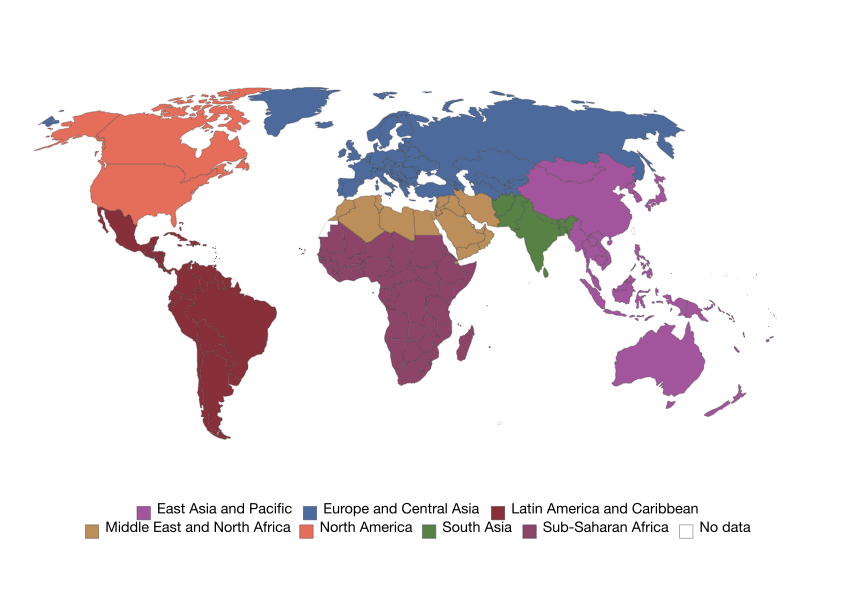 East Asia and Pacific Europe and Central Asia Latin America and Caribbean
Middle East and North Africa North America South Asia Sub-Saharan Africa No data